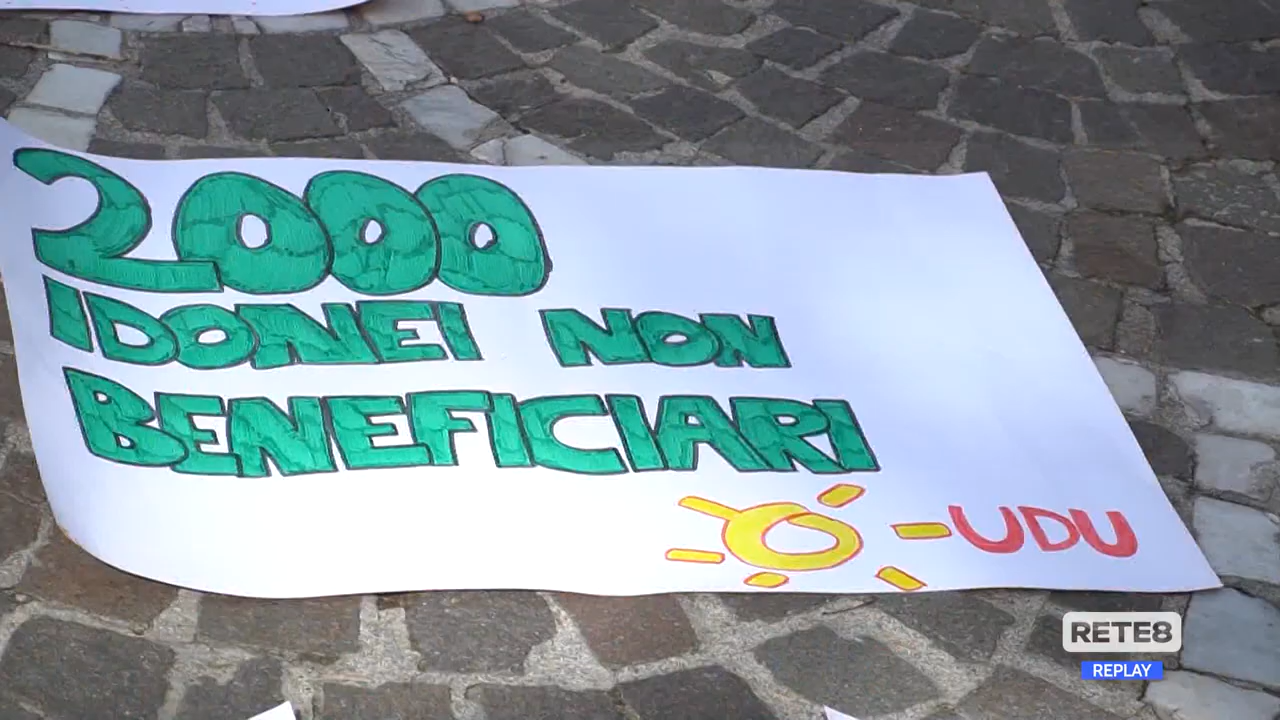 2000
IDONEI NON
BENEFICIARI
-UDU
RETE8
REPLAY